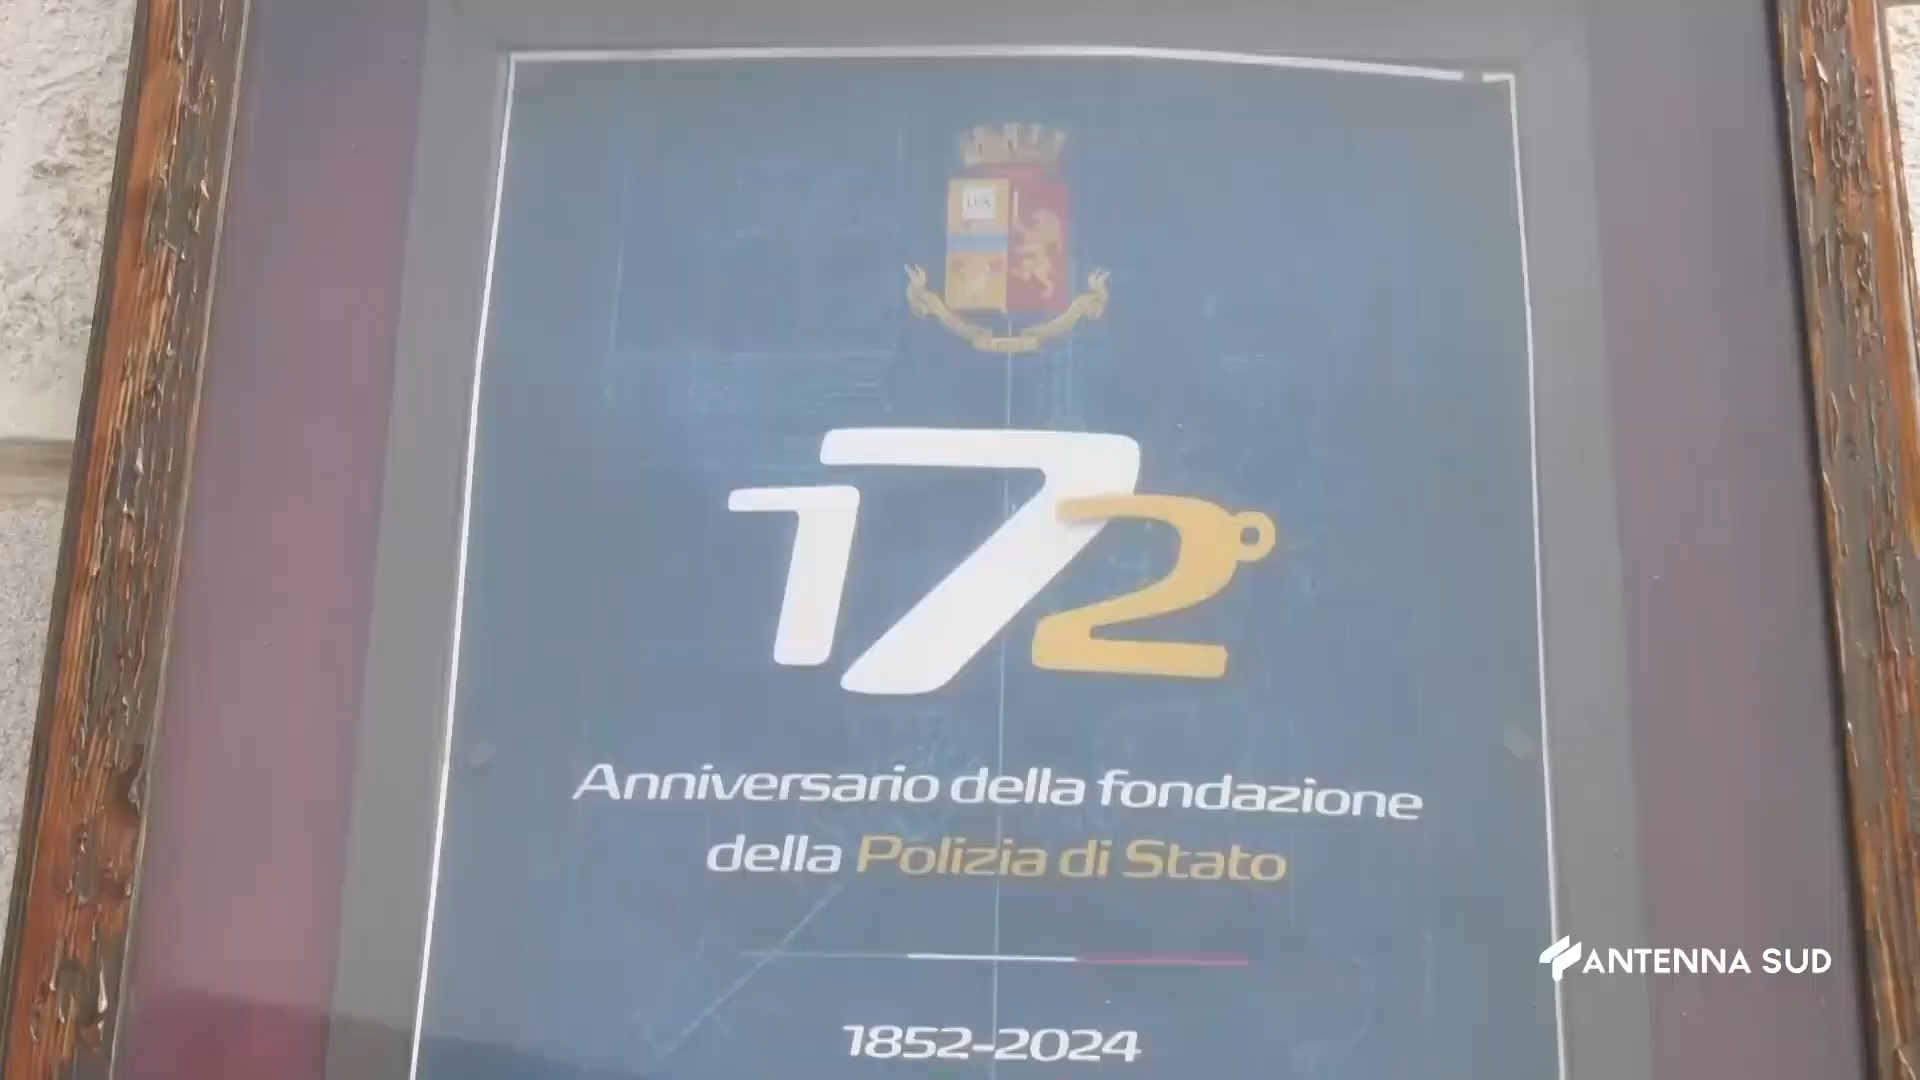 172°
Anniversario della fondazione
della Polizia di Stato
1852-2024
ANTENNA SUD